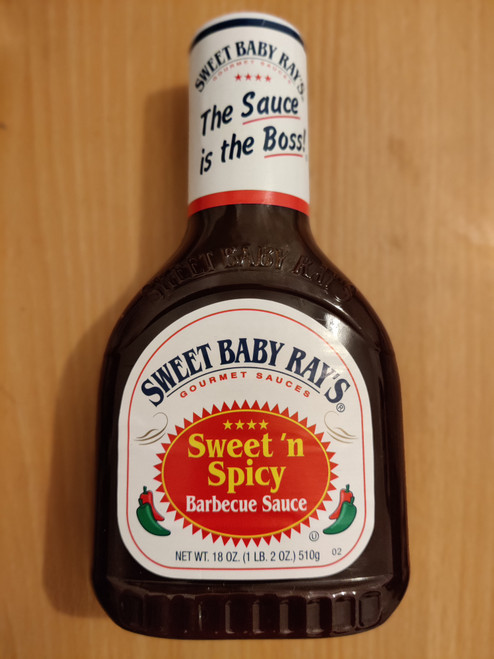 SWEET BABY RAY'S
GOURMET SAUCES
The Sauce
is the Boss!
SWEET BABY RAY'S
SWEET BABY RAY'S®
GOURMET SAUCES
Sweet 'n
Spicy
Barbecue Sauce
U
NET WT. 18 OZ. (1 LB. 2 OZ.) 510g
02